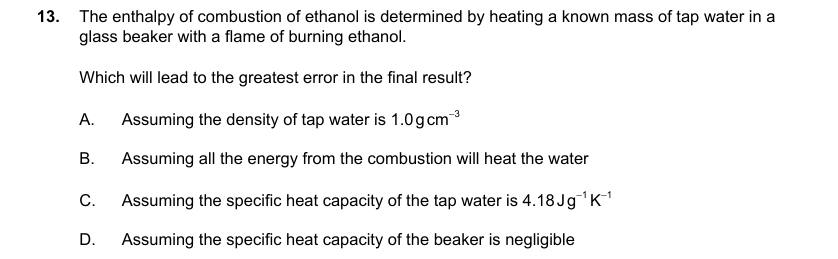 13. The enthalpy of combustion of ethanol is determined by heating a known mass of tap water in a
glass beaker with a flame of burning ethanol.
Which will lead to the greatest error in the final result?
A. Assuming the density of tap water is 1.0 g cm⁻³
B. Assuming all the energy from the combustion will heat the water
C. Assuming the specific heat capacity of the tap water is 4.18 J g⁻¹ K⁻¹
D. Assuming the specific heat capacity of the beaker is negligible